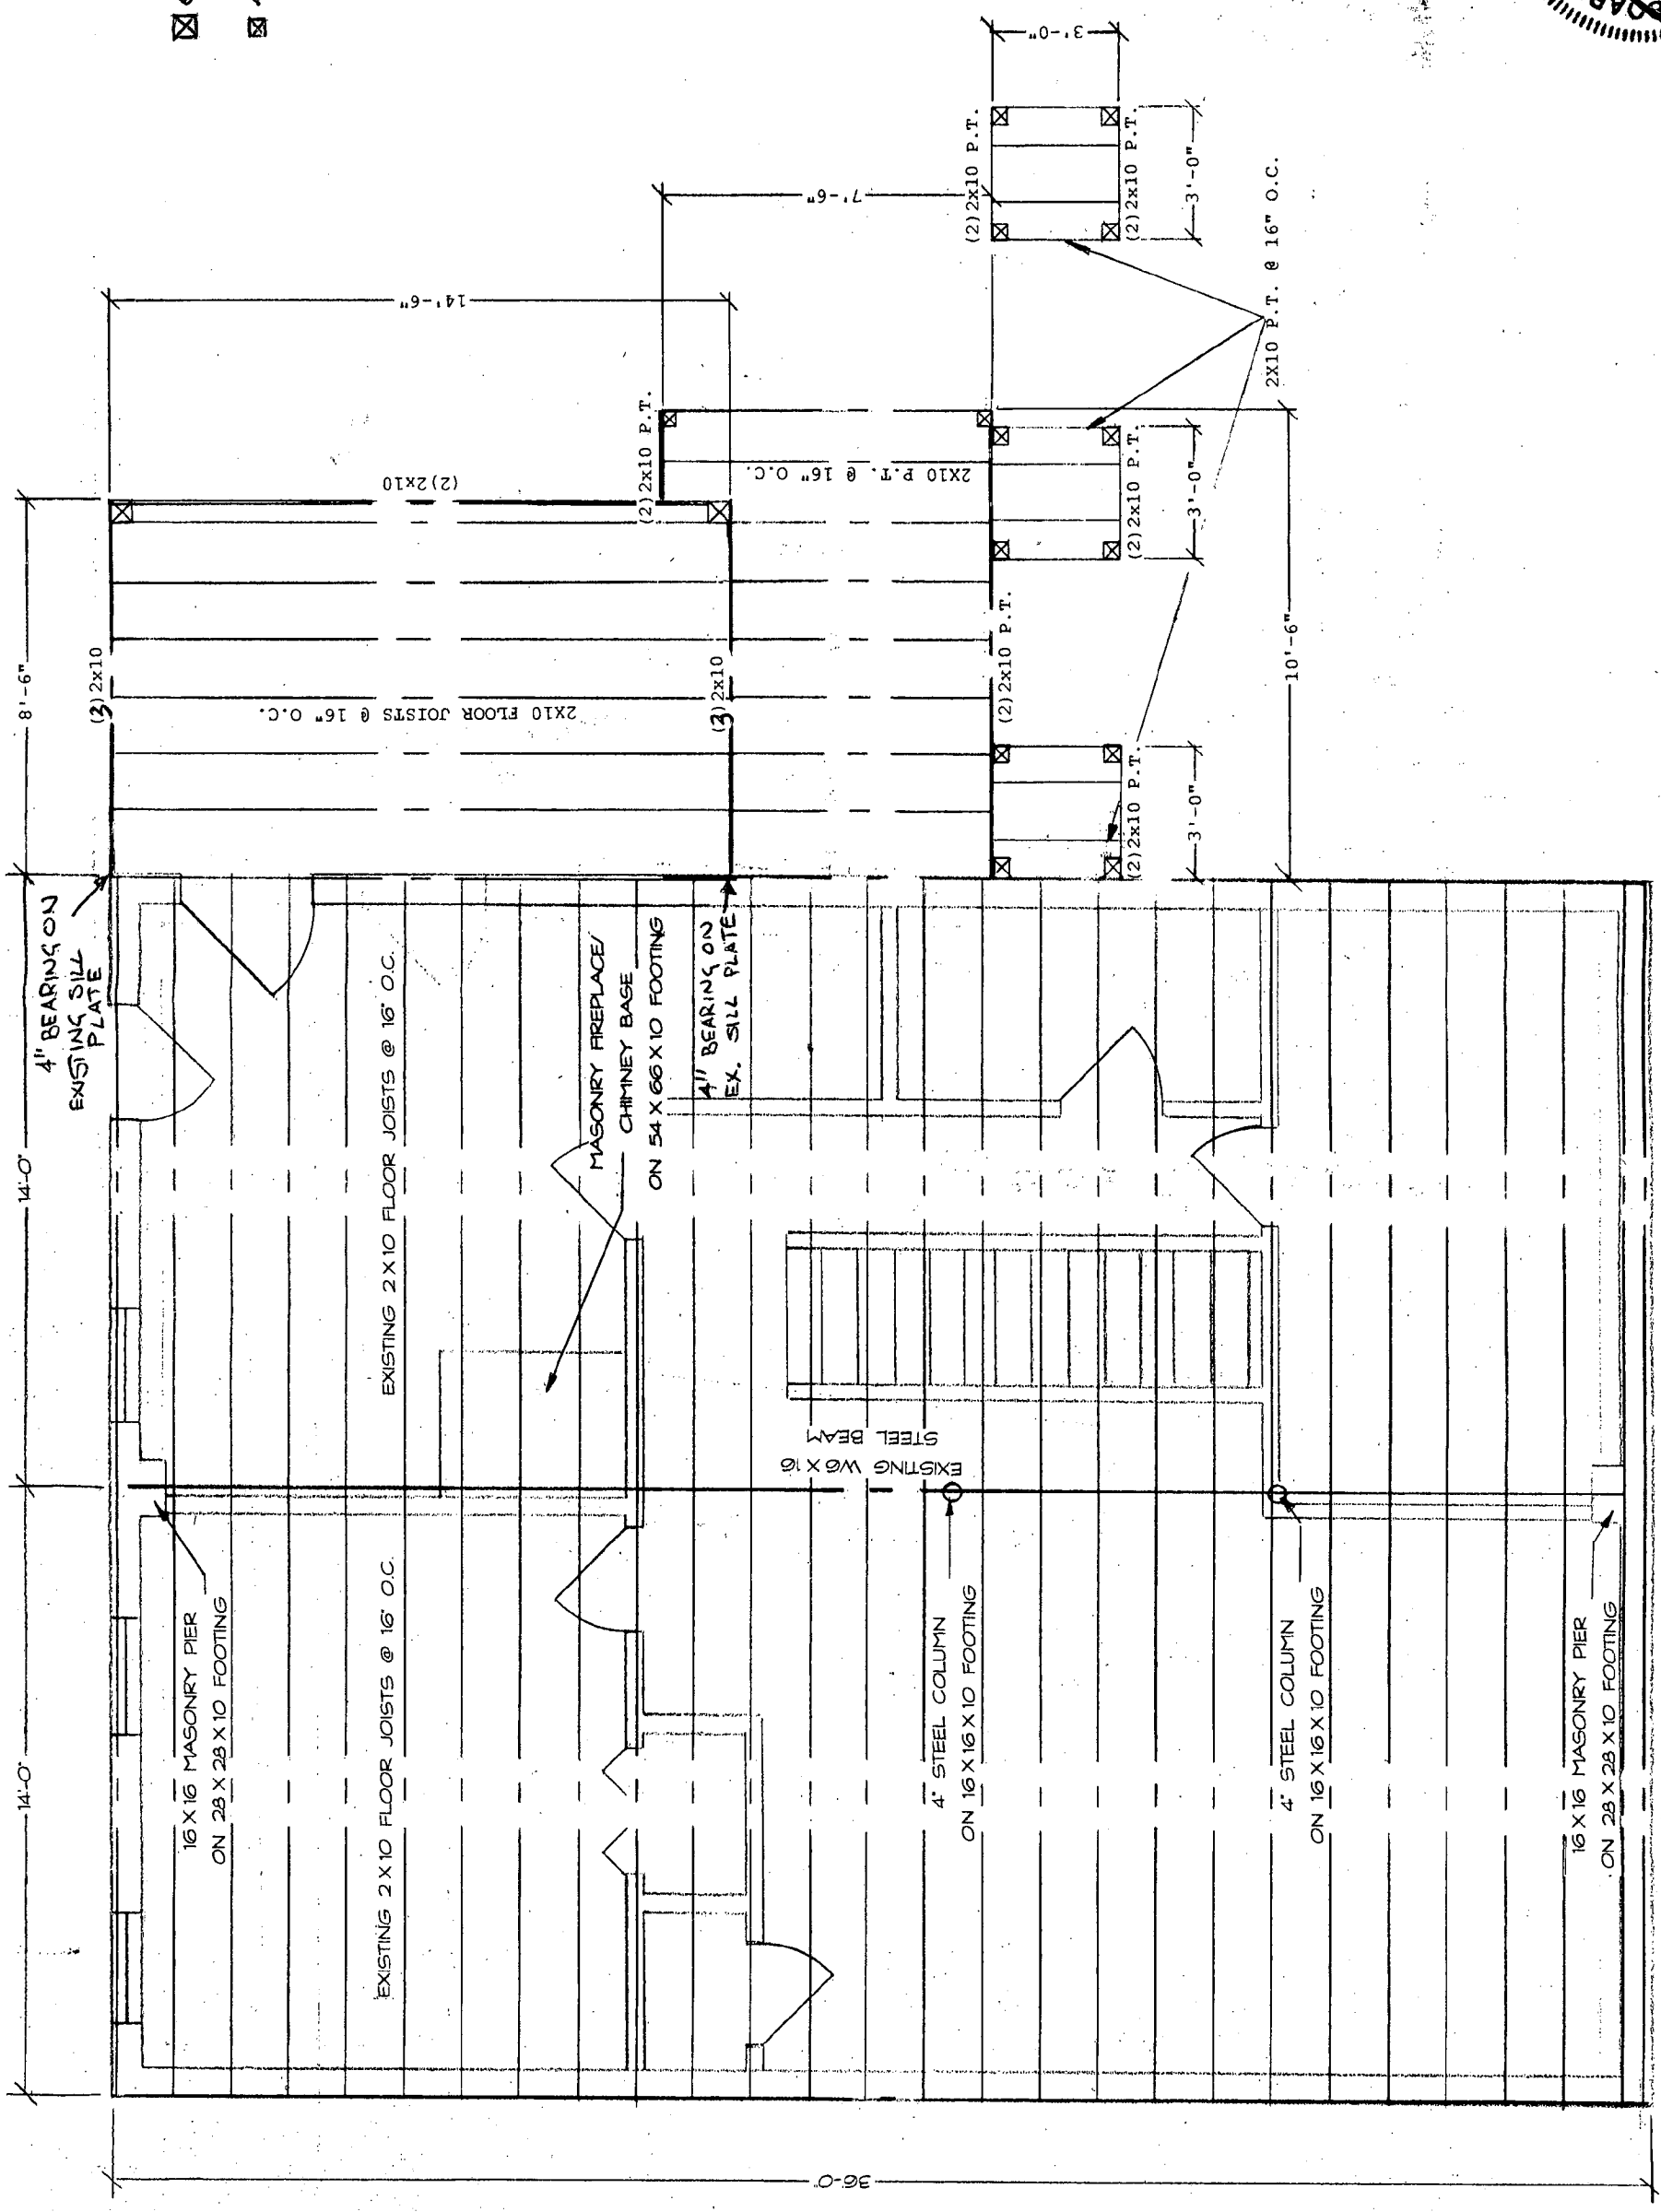 8'-6"
14'-0"
14'-0"
36'-0"
4" BEARING ON
EXISTING SILL
PLATE
(3)2x10
2X10 FLOOR JOISTS @ 16" O.C.
(2)2x10
14'-6"
(3)2x10
(2)2x10 P.T.
2X10 P.T. @ 16" O.C.
7'-6"
3'-0"
(2)2x10 P.T.
(2)2x10 P.T.
3'-0"
2X10 P.T. @ 16" O.C.
(2)2x10 P.T.
3'-0"
(2)2x10 P.T.
(2)2x10 P.T.
3'-0"
10'-6"
EXISTING 2 X 10 FLOOR JOISTS @ 16" O.C.
MASONRY FIREPLACE/
CHIMNEY BASE
ON 54 X 66 X 10 FOOTING
4" BEARING ON
EX. SILL PLATE
EXISTING W6 X 16
STEEL BEAM
16 X 16 MASONRY PIER
ON 28 X 28 X 10 FOOTING
EXISTING 2 X 10 FLOOR JOISTS @ 16" O.C.
4" STEEL COLUMN
ON 16 X 16 X 10 FOOTING
4" STEEL COLUMN
ON 16 X 16 X 10 FOOTING
16 X 16 MASONRY PIER
ON 28 X 28 X 10 FOOTING